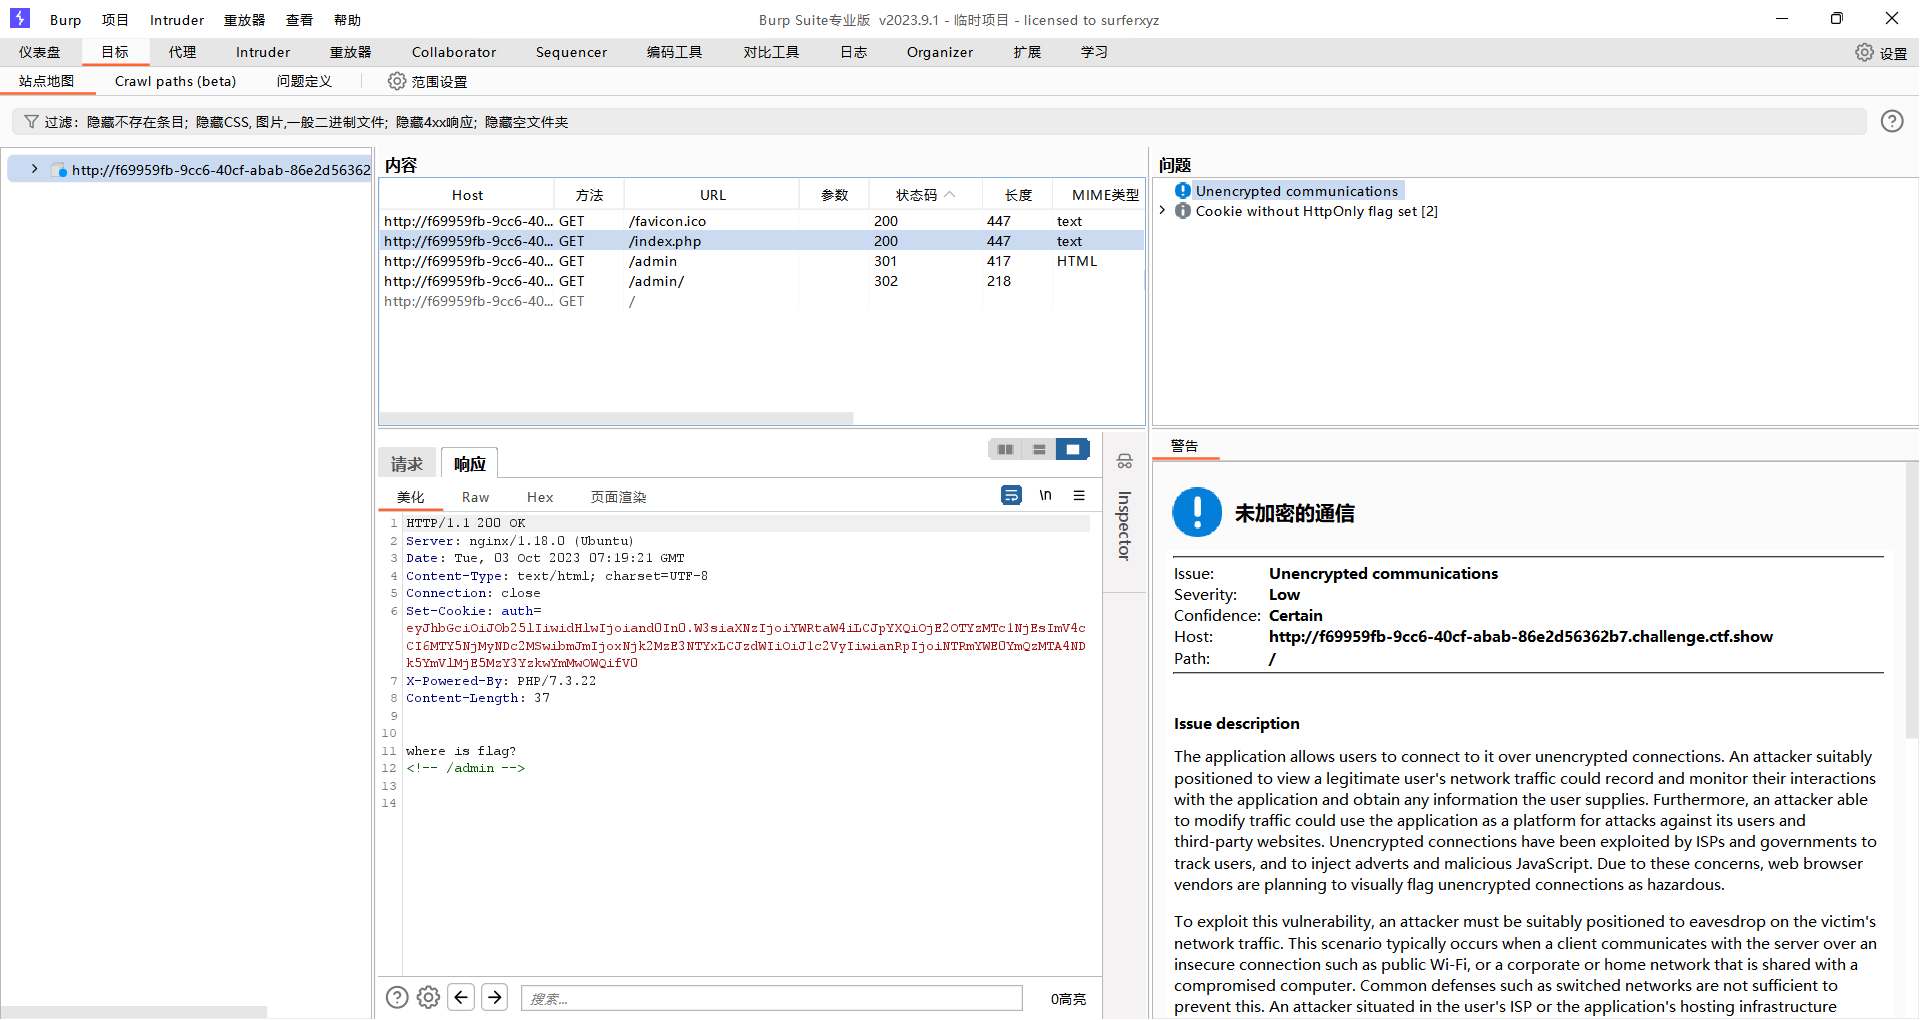 Burp 项目 Intruder 重放器 查看 帮助 Burp Suite专业版 v2023.9.1 - 临时项目 - licensed to surferxyz
仪表盘 目标 代理 Intruder 重放器 Collaborator Sequencer 编码工具 对比工具 日志 Organizer 扩展 学习 设置
站点地图 Crawl paths (beta) 问题定义 范围设置
过滤: 隐藏不存在条目; 隐藏CSS, 图片,一般二进制文件; 隐藏4xx响应; 隐藏空文件夹
http://f69959fb-9cc6-40cf-abab-86e2d56362
内容
Host 方法 URL 参数 状态码 长度 MIME类型
http://f69959fb-9cc6-40... GET /favicon.ico 200 447 text
http://f69959fb-9cc6-40... GET /index.php 200 447 text
http://f69959fb-9cc6-40... GET /admin 301 417 HTML
http://f69959fb-9cc6-40... GET /admin/ 302 218
http://f69959fb-9cc6-40... GET /
请求 响应
美化 Raw Hex 页面渲染 \n
1 HTTP/1.1 200 OK
2 Server: nginx/1.18.0 (Ubuntu)
3 Date: Tue, 03 Oct 2023 07:19:21 GMT
4 Content-Type: text/html; charset=UTF-8
5 Connection: close
6 Set-Cookie: auth=
eyJhbGciOiJOb25lIiwidHlwIjoiand0In0.W3siaXNzIjoiYWRtaW4iLCJpYXQiOjE2OTYzMTc1NjEsImV4c
CI6MTY5NjMyNDc2MSwibmJmIjoxNjk2MzE3NTYxLCJzdWIiOiJ1c2VyIiwianRpIjoiNTRmYWE0YmQzMTA4ND
k5YmVlMjE5MzY3YzkwYmMwOWQifV0
7 X-Powered-By: PHP/7.3.22
8 Content-Length: 37
9
10
11 where is flag?
12 <!-- /admin -->
13
14
搜索... 0高亮
Inspector
问题
Unencrypted communications
Cookie without HttpOnly flag set [2]
警告
未加密的通信
Issue: Unencrypted communications
Severity: Low
Confidence: Certain
Host: http://f69959fb-9cc6-40cf-abab-86e2d56362b7.challenge.ctf.show
Path: /
Issue description
The application allows users to connect to it over unencrypted connections. An attacker suitably
positioned to view a legitimate user's network traffic could record and monitor their interactions
with the application and obtain any information the user supplies. Furthermore, an attacker able
to modify traffic could use the application as a platform for attacks against its users and
third-party websites. Unencrypted connections have been exploited by ISPs and governments to
track users, and to inject adverts and malicious JavaScript. Due to these concerns, web browser
vendors are planning to visually flag unencrypted connections as hazardous.
To exploit this vulnerability, an attacker must be suitably positioned to eavesdrop on the victim's
network traffic. This scenario typically occurs when a client communicates with the server over an
insecure connection such as public Wi-Fi, or a corporate or home network that is shared with a
compromised computer. Common defenses such as switched networks are not sufficient to
prevent this. An attacker situated in the user's ISP or the application's hosting infrastructure